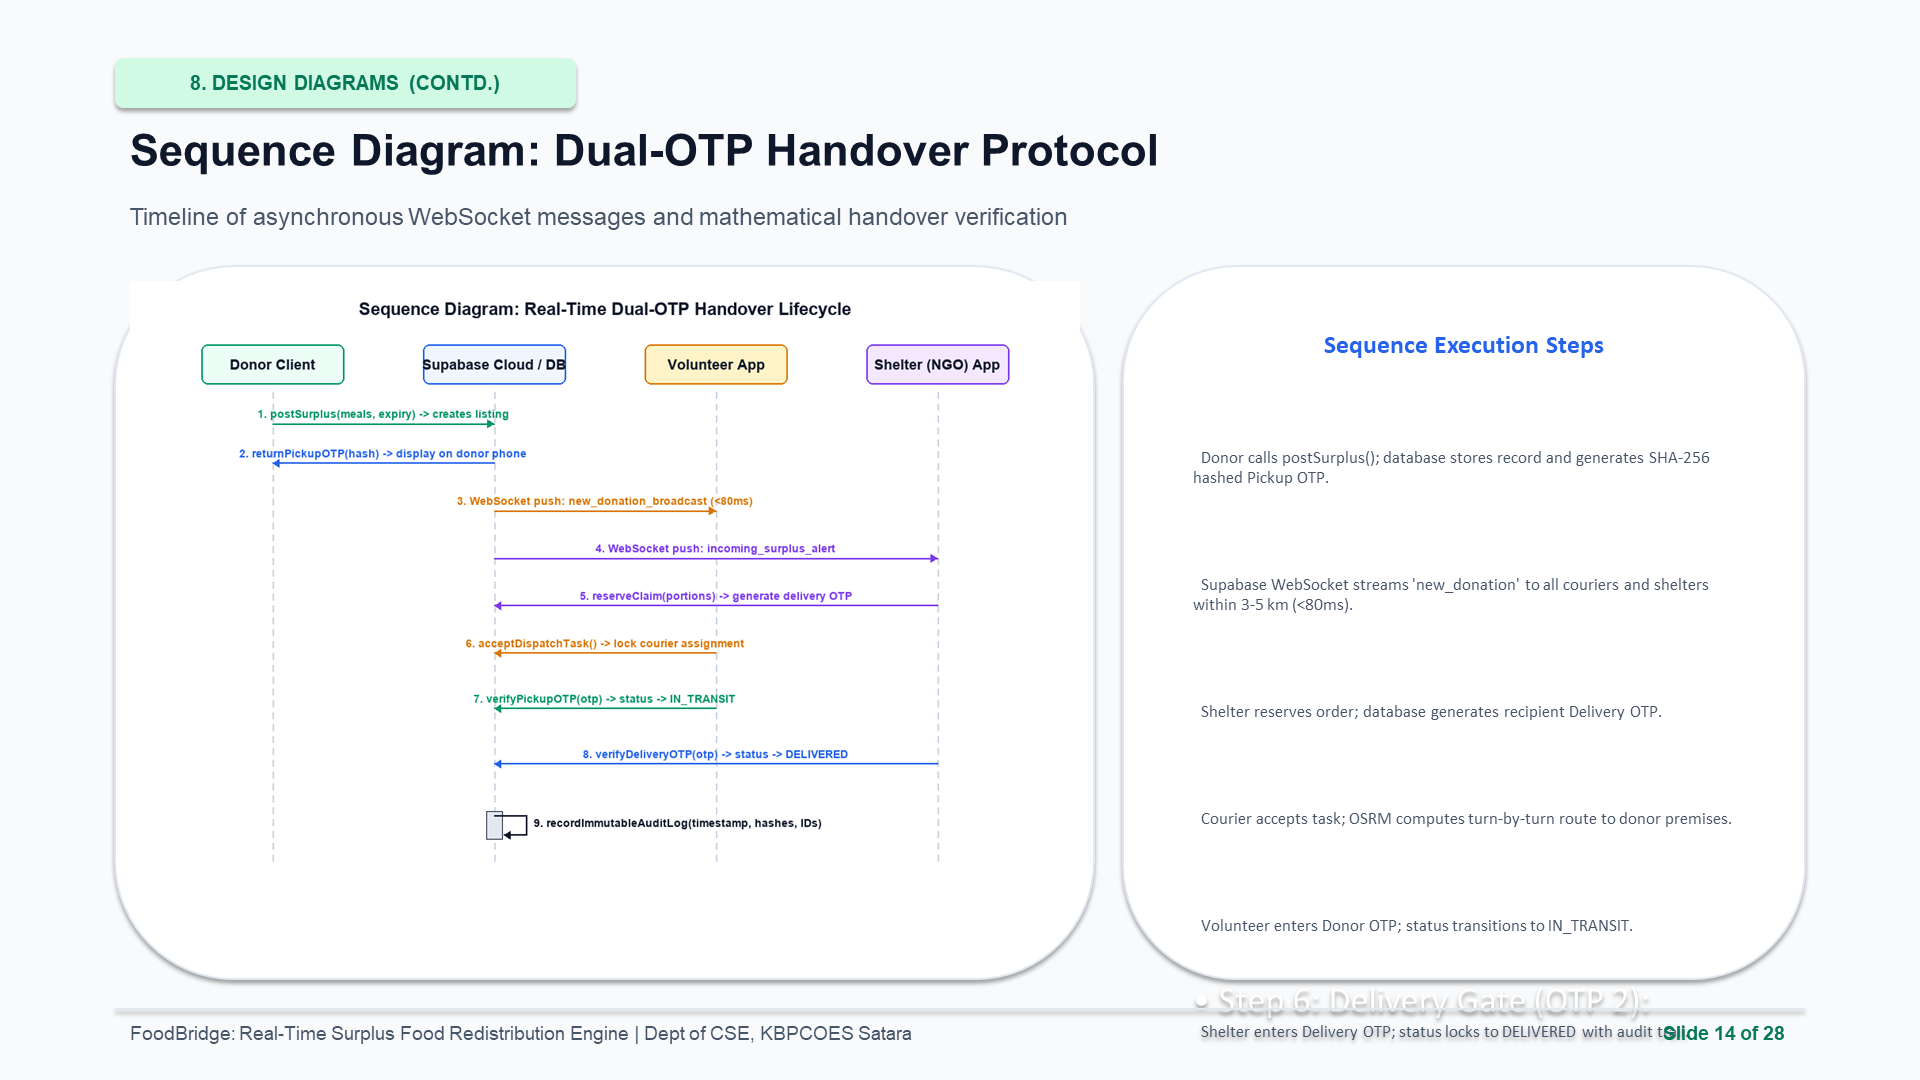 8. DESIGN DIAGRAMS (CONTD.)
Sequence Diagram: Dual-OTP Handover Protocol
Timeline of asynchronous WebSocket messages and mathematical handover verification
Sequence Diagram: Real-Time Dual-OTP Handover Lifecycle
Donor Client
Supabase Cloud / DB
Volunteer App
Shelter (NGO) App
1. postSurplus(meals, expiry) -> creates listing
2. returnPickupOTP(hash) -> display on donor phone
3. WebSocket push: new_donation_broadcast (<80ms)
4. WebSocket push: incoming_surplus_alert
5. reserveClaim(portions) -> generate delivery OTP
6. acceptDispatchTask() -> lock courier assignment
7. verifyPickupOTP(otp) -> status -> IN_TRANSIT
8. verifyDeliveryOTP(otp) -> status -> DELIVERED
9. recordImmutableAuditLog(timestamp, hashes, IDs)
Sequence Execution Steps
Donor calls postSurplus(); database stores record and generates SHA-256
hashed Pickup OTP.
Supabase WebSocket streams 'new_donation' to all couriers and shelters
within 3-5 km (<80ms).
Shelter reserves order; database generates recipient Delivery OTP.
Courier accepts task; OSRM computes turn-by-turn route to donor premises.
Volunteer enters Donor OTP; status transitions to IN_TRANSIT.
• Step 6: Delivery Gate (OTP 2):
Shelter enters Delivery OTP; status locks to DELIVERED with audit
FoodBridge: Real-Time Surplus Food Redistribution Engine | Dept of CSE, KBPCOES Satara
Slide 14 of 28